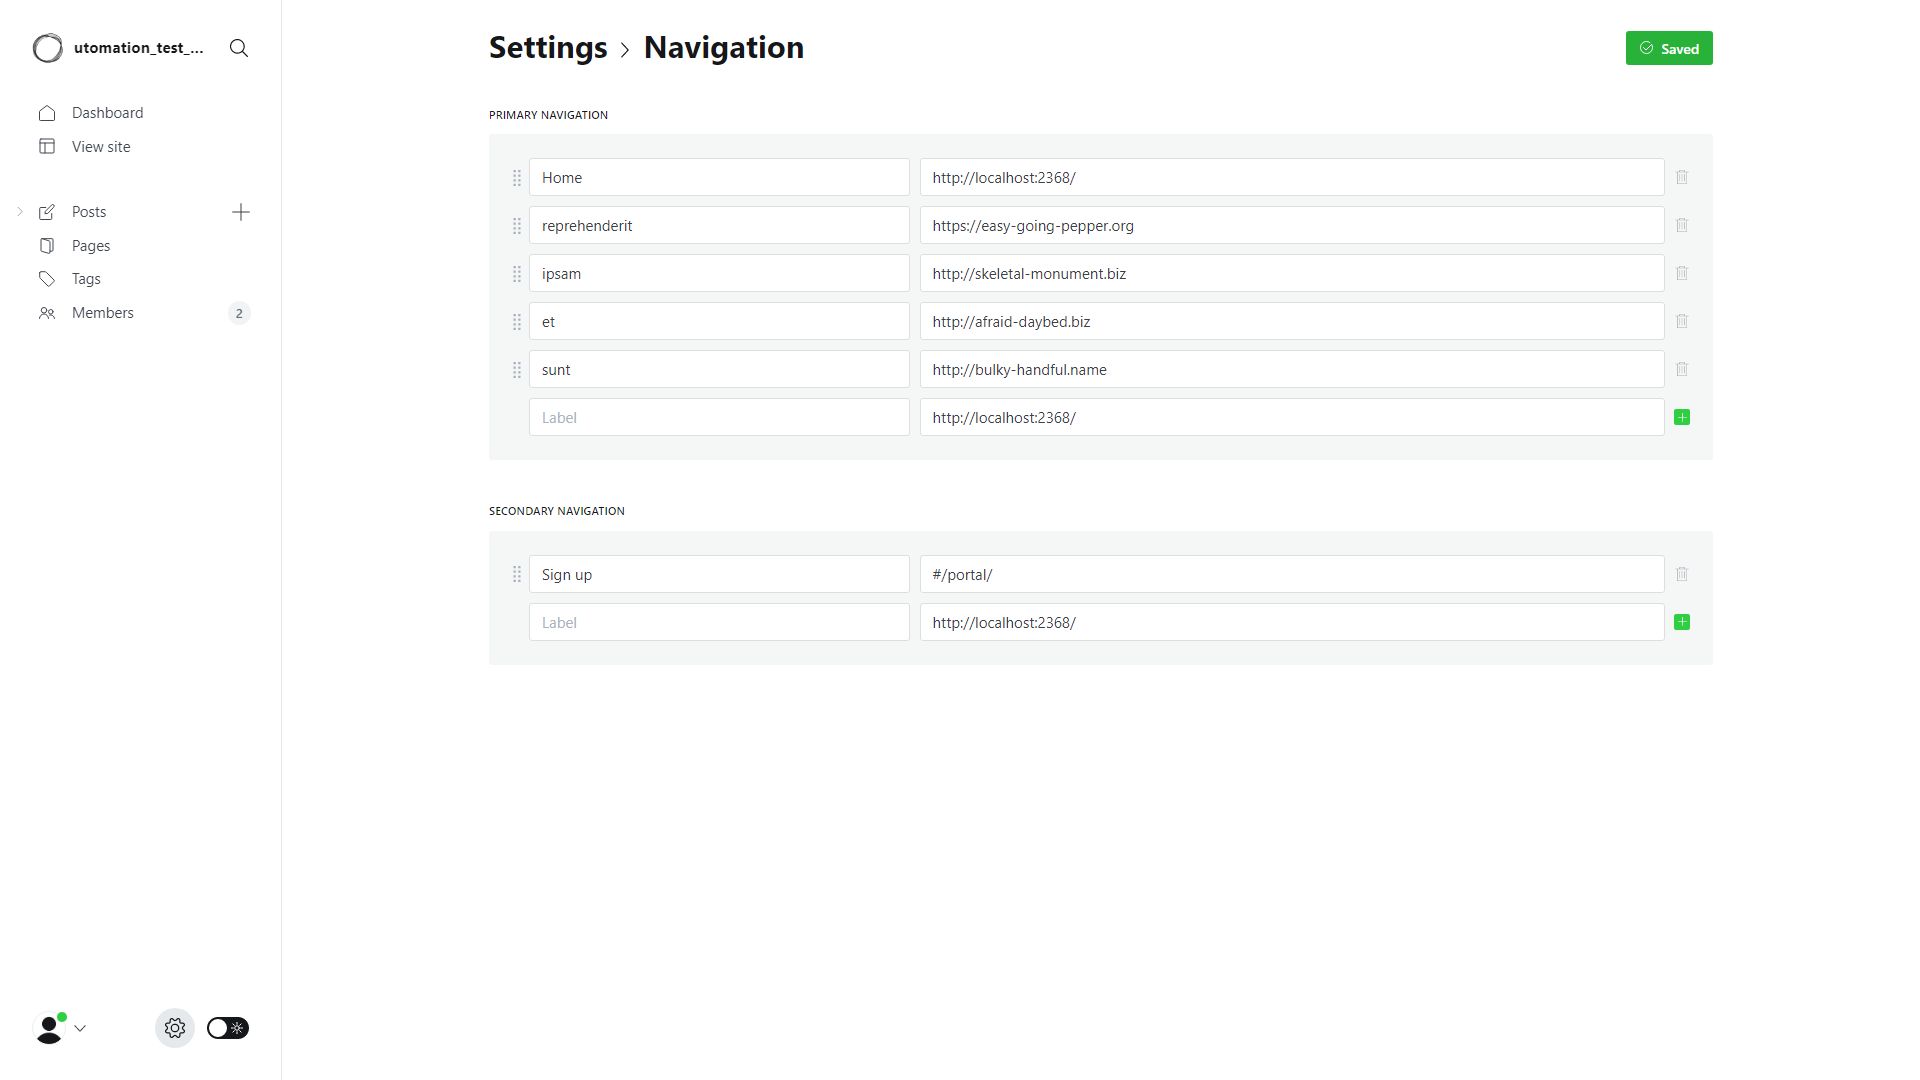 utomation_test_...
Dashboard
View site
Posts
Pages
Tags
Members 2
Settings Navigation
Saved
PRIMARY NAVIGATION
Home http://localhost:2368/
reprehenderit https://easy-going-pepper.org
ipsam http://skeletal-monument.biz
et http://afraid-daybed.biz
sunt http://bulky-handful.name
Label http://localhost:2368/
SECONDARY NAVIGATION
Sign up #/portal/
Label http://localhost:2368/